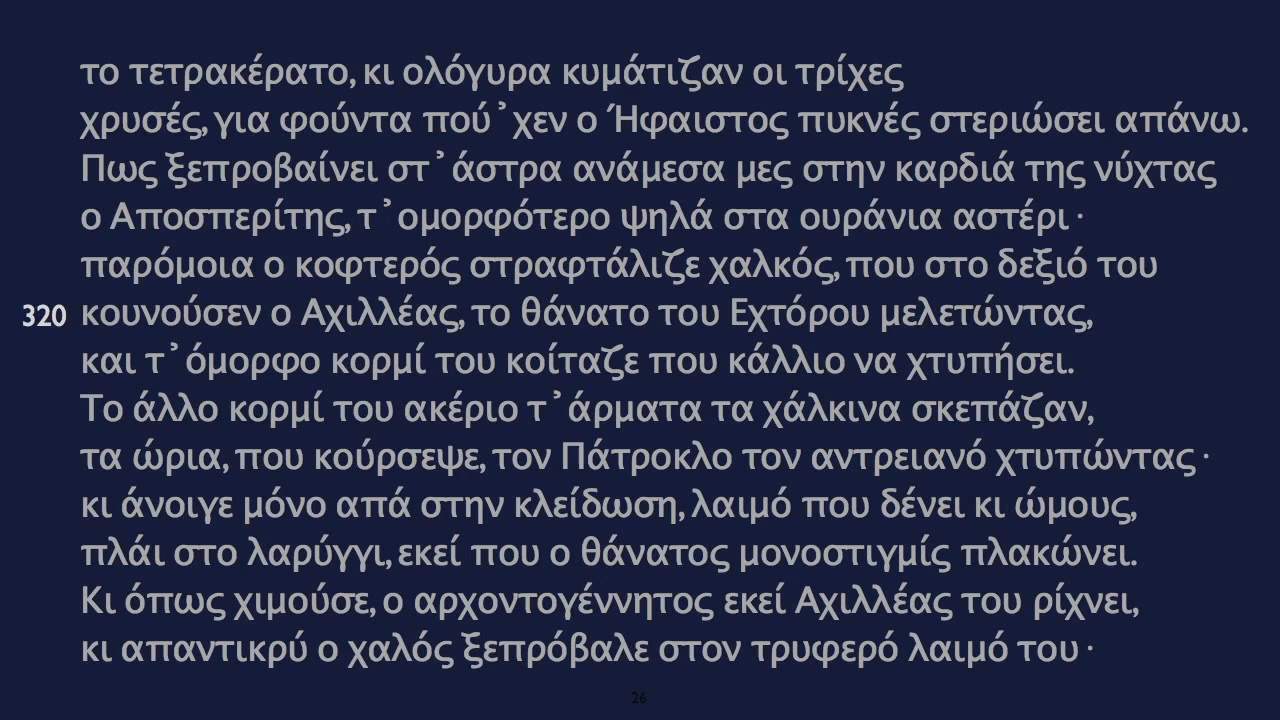 το τετρακέρατο, κι ολόγυρα κυμάτιζαν οι τρίχες
χρυσές, για φούντα πού᾽χεν ο Ήφαιστος πυκνές στεριώσει απάνω.
Πως ξεπροβαίνει στ᾽άστρα ανάμεσα μες στην καρδιά της νύχτας
ο Αποσπερίτης, τ᾽ομορφότερο ψηλά στα ουράνια αστέρι·
παρόμοια ο κοφτερός στραφτάλιζε χαλκός, που στο δεξιό του
320 κουνούσεν ο Αχιλλέας, το θάνατο του Εχτόρου μελετώντας,
και τ᾽όμορφο κορμί του κοίταζε που κάλλιο να χτυπήσει.
Το άλλο κορμί του ακέριο τ᾽άρματα τα χάλκινα σκεπάζαν,
τα ώρια, που κούρσεψε, τον Πάτροκλο τον αντρειανό χτυπώντας·
κι άνοιγε μόνο απά στην κλείδωση, λαιμό που δένει κι ώμους,
πλάι στο λαρύγγι, εκεί που ο θάνατος μονοστιγμίς πλακώνει.
Κι όπως χιμούσε, ο αρχοντογέννητος εκεί Αχιλλέας του ρίχνει,
κι απαντικρύ ο χαλός ξεπρόβαλε στον τρυφερό λαιμό του·
26